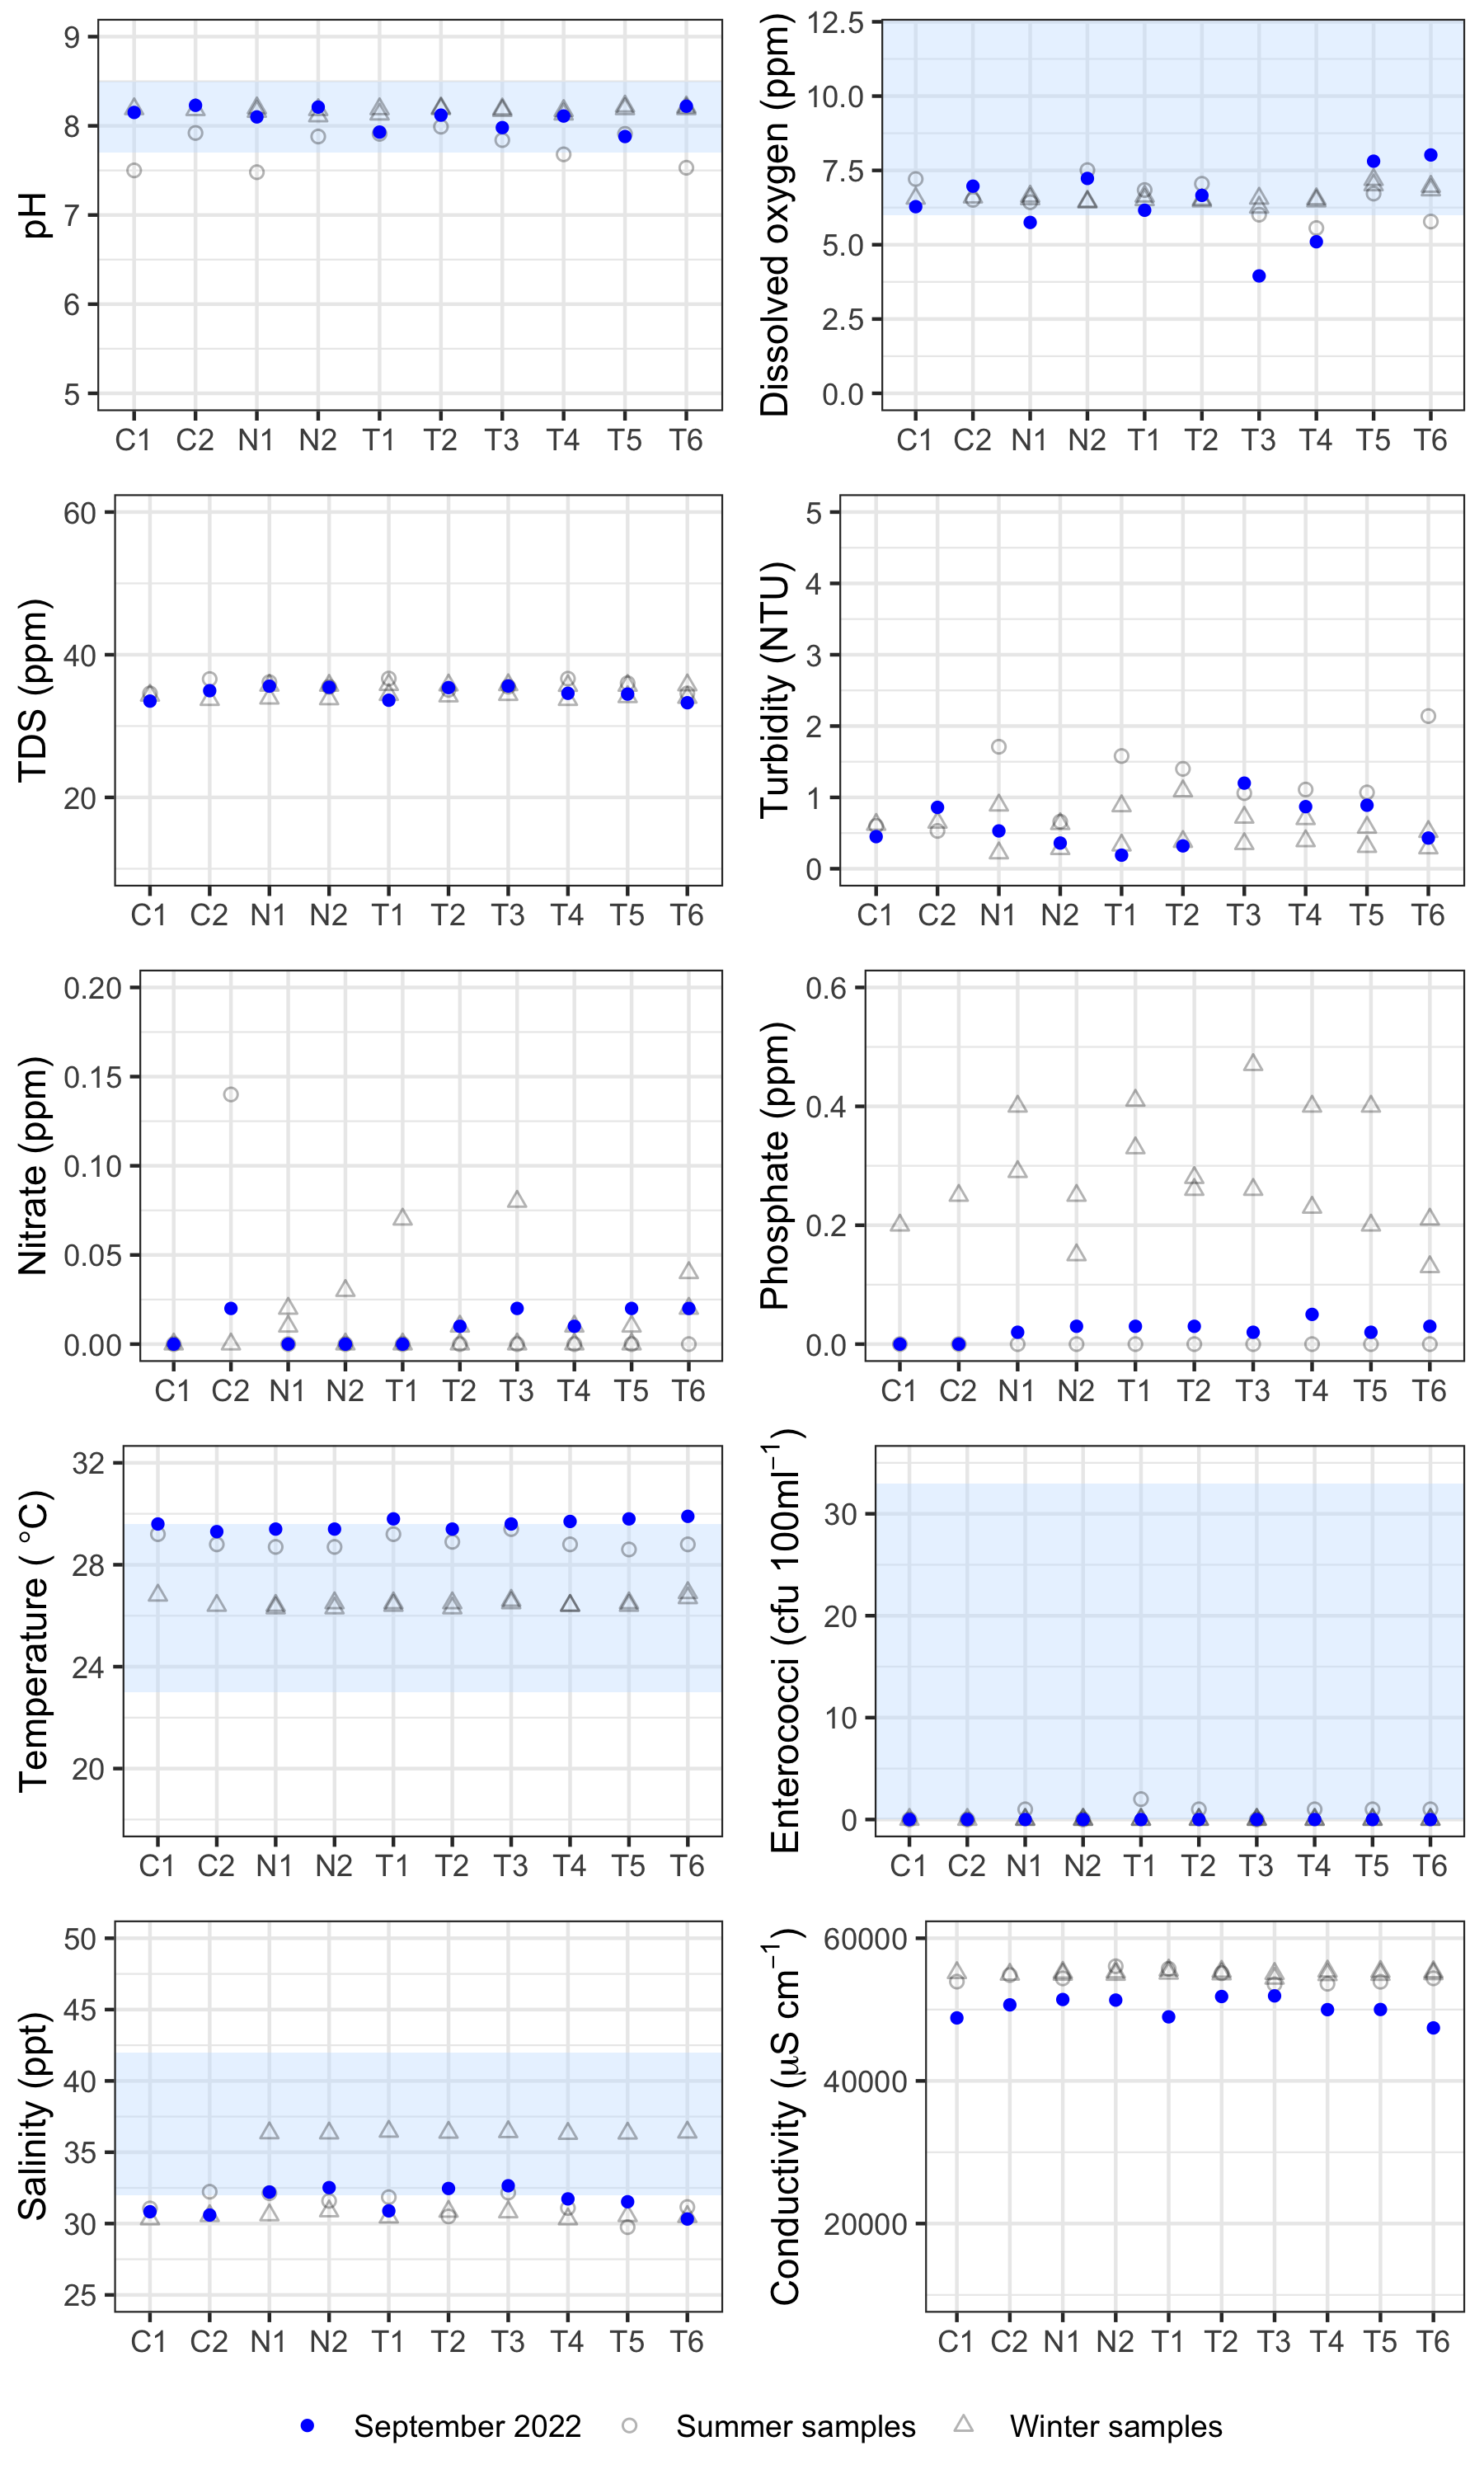 pH
9
8
7
6
5
C1 C2 N1 N2 T1 T2 T3 T4 T5 T6
Dissolved oxygen (ppm)
12.5
10.0
7.5
5.0
2.5
0.0
C1 C2 N1 N2 T1 T2 T3 T4 T5 T6
TDS (ppm)
60
40
20
C1 C2 N1 N2 T1 T2 T3 T4 T5 T6
Turbidity (NTU)
5
4
3
2
1
0
C1 C2 N1 N2 T1 T2 T3 T4 T5 T6
Nitrate (ppm)
0.20
0.15
0.10
0.05
0.00
C1 C2 N1 N2 T1 T2 T3 T4 T5 T6
Phosphate (ppm)
0.6
0.4
0.2
0.0
C1 C2 N1 N2 T1 T2 T3 T4 T5 T6
Temperature ( °C)
32
28
24
20
C1 C2 N1 N2 T1 T2 T3 T4 T5 T6
Enterococci (cfu 100ml⁻¹)
30
20
10
0
C1 C2 N1 N2 T1 T2 T3 T4 T5 T6
Salinity (ppt)
50
45
40
35
30
25
C1 C2 N1 N2 T1 T2 T3 T4 T5 T6
Conductivity (μS cm⁻¹)
60000
40000
20000
C1 C2 N1 N2 T1 T2 T3 T4 T5 T6
September 2022 Summer samples Winter samples